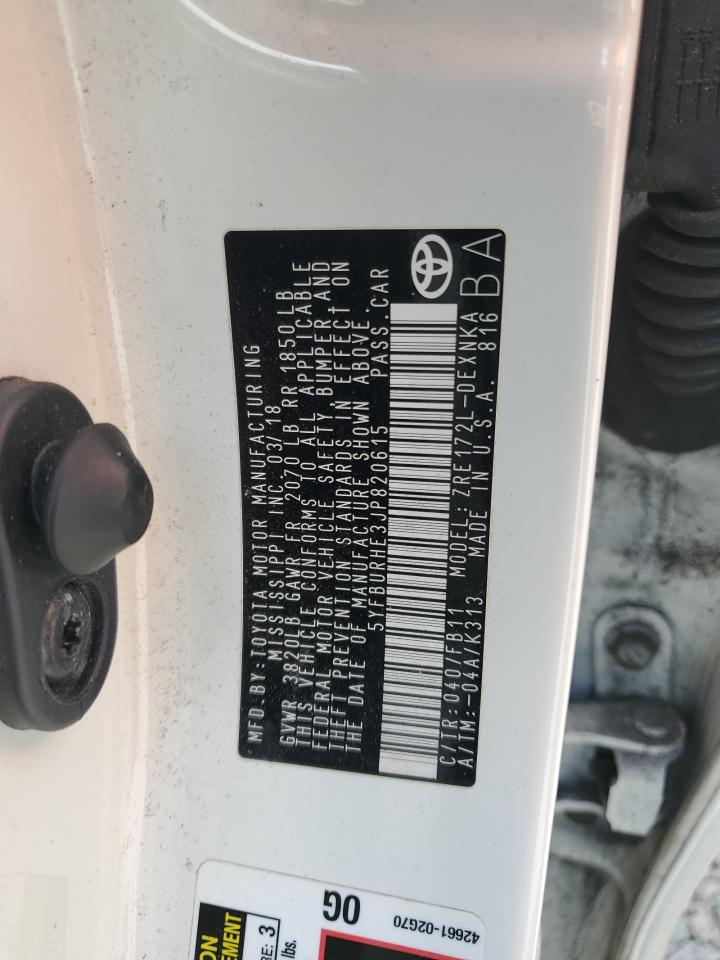 MFD. BY: TOYOTA MOTOR MANUFACTURING
MISSISSIPPI INC. 03/18
GVWR 3820LB GAWR FR 2070 LB RR 1850 LB
THIS VEHICLE CONFORMS TO ALL APPLICABLE
FEDERAL MOTOR VEHICLE SAFETY, BUMPER AND
THEFT PREVENTION STANDARDS IN EFFECT ON
THE DATE OF MANUFACTURE SHOWN ABOVE.
5YFBURHE3JP820615 PASS.CAR
C/TR:040/FB11 MODEL:ZRE172L-DEXNKA
A/TM:-04A/K313 MADE IN U.S.A. 816
BA
0G
42661-02G70
3
lbs.